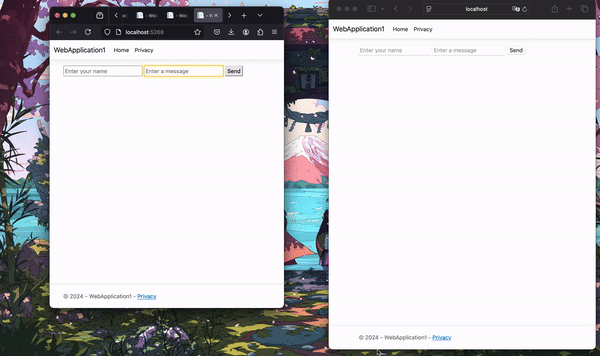 localhost:5268
WebApplication1 Home Privacy
Enter your name Enter a message Send
© 2024 - WebApplication1 - Privacy
localhost
WebApplication1 Home Privacy
Enter your name Enter a message Send
© 2024 - WebApplication1 - Privacy